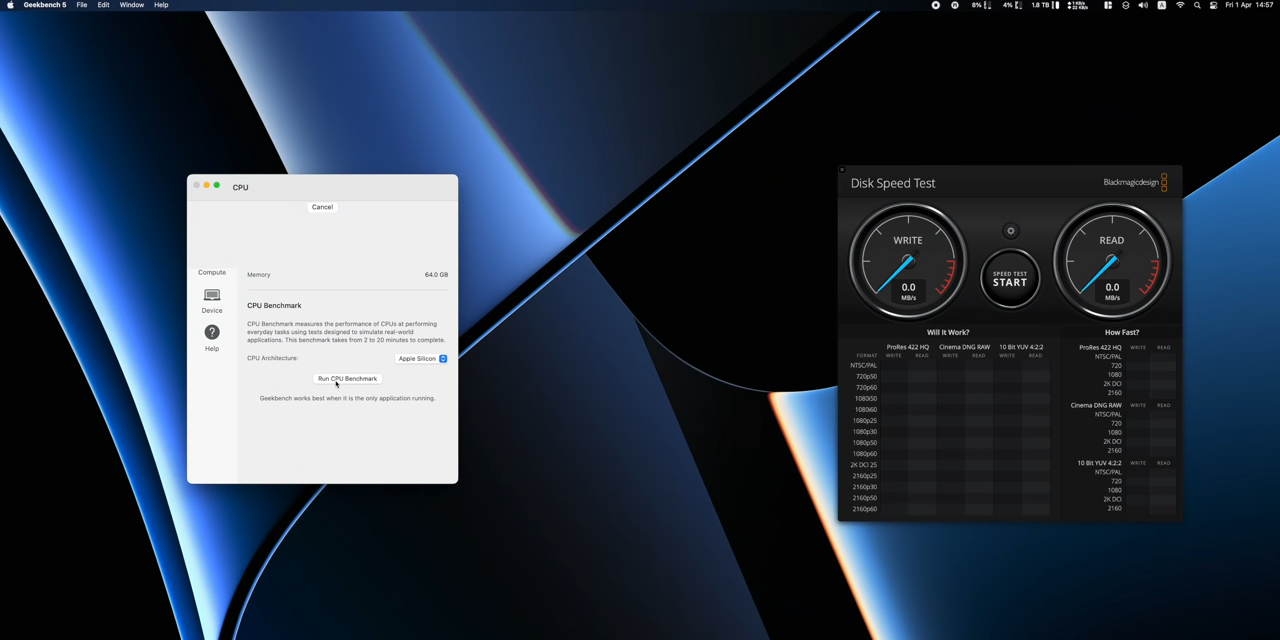 Geekbench 5 File Edit Window Help
8% 4% 1.8 TB A Fri 1 Apr 14:57
CPU
Cancel
Compute
Device
?
Help
Memory 64.0 GB
CPU Benchmark
CPU Benchmark measures the performance of CPUs at performing
everyday tasks using tests designed to simulate real-world
applications. This benchmark takes from 2 to 20 minutes to complete.
CPU Architecture: Apple Silicon
Run CPU Benchmark
Geekbench works best when it is the only application running.
Disk Speed Test
Blackmagicdesign
WRITE
0.0
MB/s
SPEED TEST
START
READ
0.0
MB/s
Will It Work?
ProRes 422 HQ Cinema DNG RAW 10 Bit YUV 4:2:2
FORMAT WRITE READ WRITE READ WRITE READ
NTSC/PAL
720p50
720p60
1080i50
1080i60
1080p25
1080p30
1080p50
1080p60
2K DCI 25
2160p25
2160p30
2160p50
2160p60
How Fast?
ProRes 422 HQ WRITE READ
NTSC/PAL
720
1080
2K DCI
2160
Cinema DNG RAW WRITE READ
NTSC/PAL
720
1080
2K DCI
2160
10 Bit YUV 4:2:2 WRITE READ
NTSC/PAL
720
1080
2K DCI
2160